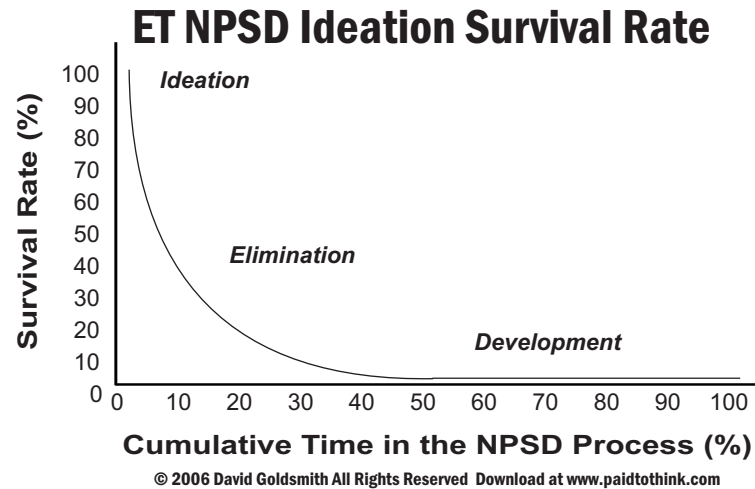 ET NPSD Ideation Survival Rate
Survival Rate (%)
100
90
80
70
60
50
40
30
20
10
0
Ideation
Elimination
Development
0 10 20 30 40 50 60 70 80 90 100
Cumulative Time in the NPSD Process (%)
© 2006 David Goldsmith All Rights Reserved Download at www.paidtothink.com